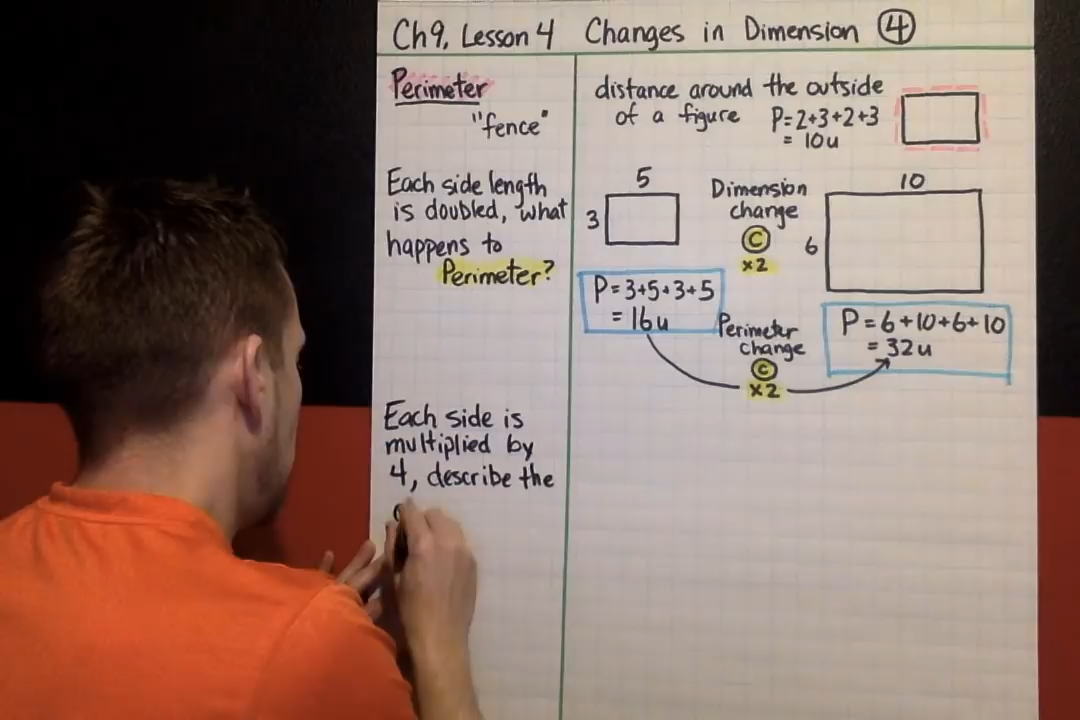 Ch 9, Lesson 4 Changes in Dimension ④
Perimeter
"fence"
distance around the outside
of a figure
P=2+3+2+3
= 10u
Each side length
is doubled, what
happens to
Perimeter?
5
3
Dimension
change
Ⓒ
x2
10
6
P=3+5+3+5
= 16u
Perimeter
change
Ⓒ
x2
P=6+10+6+10
= 32u
Each side is
multiplied by
4, describe the